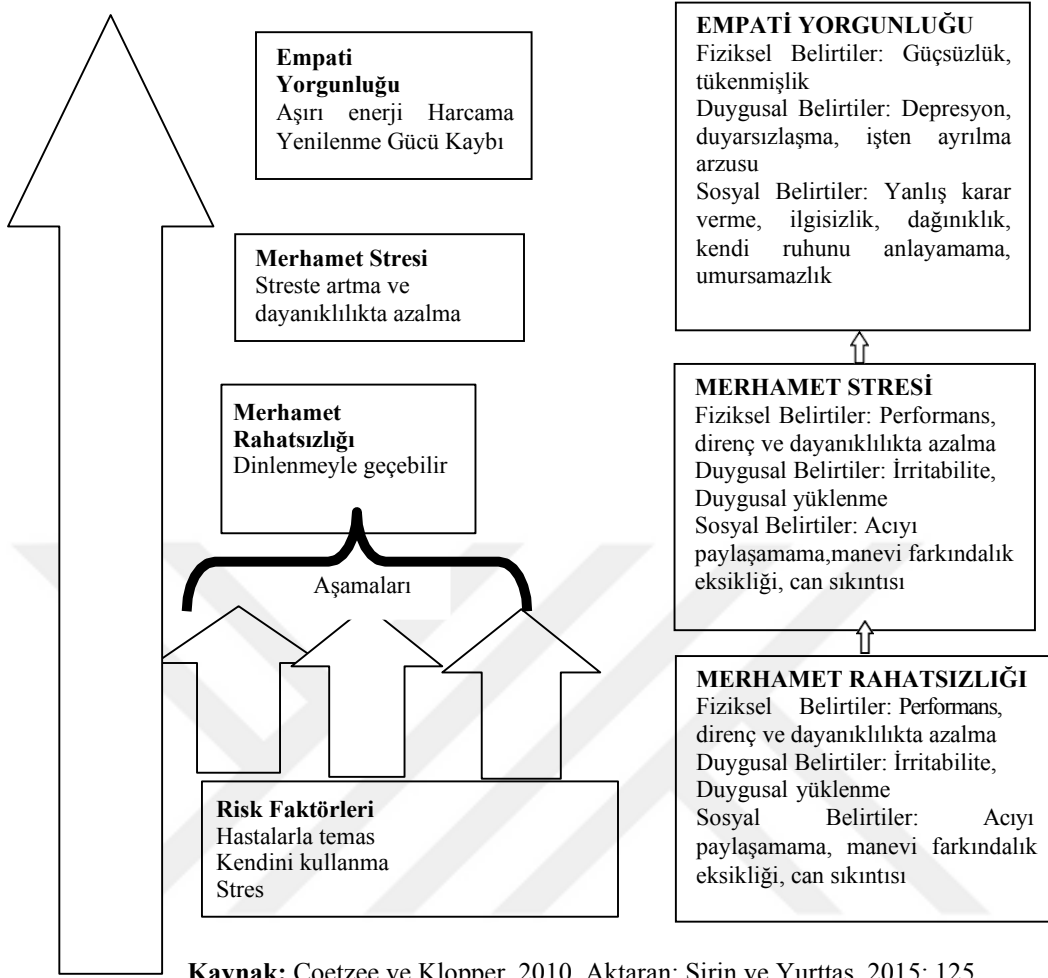 Empati
Yorgunluğu
Aşırı enerji Harcama
Yenilenme Gücü Kaybı
Merhamet Stresi
Streste artma ve
dayanıklılıkta azalma
Merhamet
Rahatsızlığı
Dinlenmeyle geçebilir
Aşamaları
Risk Faktörleri
Hastalarla temas
Kendini kullanma
Stres
EMPATİ YORGUNLUĞU
Fiziksel Belirtiler: Güçsüzlük,
tükenmişlik
Duygusal Belirtiler: Depresyon,
duyarsızlaşma, işten ayrılma
arzusu
Sosyal Belirtiler: Yanlış karar
verme, ilgisizlik, dağınıklık,
kendi ruhunu anlayamama,
umursamazlık
MERHAMET STRESİ
Fiziksel Belirtiler: Performans,
direnç ve dayanıklılıkta azalma
Duygusal Belirtiler: İrritabilite,
Duygusal yüklenme
Sosyal Belirtiler: Acıyı
paylaşamama,manevi farkındalık
eksikliği, can sıkıntısı
MERHAMET RAHATSIZLIĞI
Fiziksel Belirtiler: Performans,
direnç ve dayanıklılıkta azalma
Duygusal Belirtiler: İrritabilite,
Duygusal yüklenme
Sosyal Belirtiler: Acıyı
paylaşamama, manevi farkındalık
eksikliği, can sıkıntısı
Kaynak: Coetzee ve Klopper, 2010, Aktaran; Şirin ve Yurttaş, 2015: 125